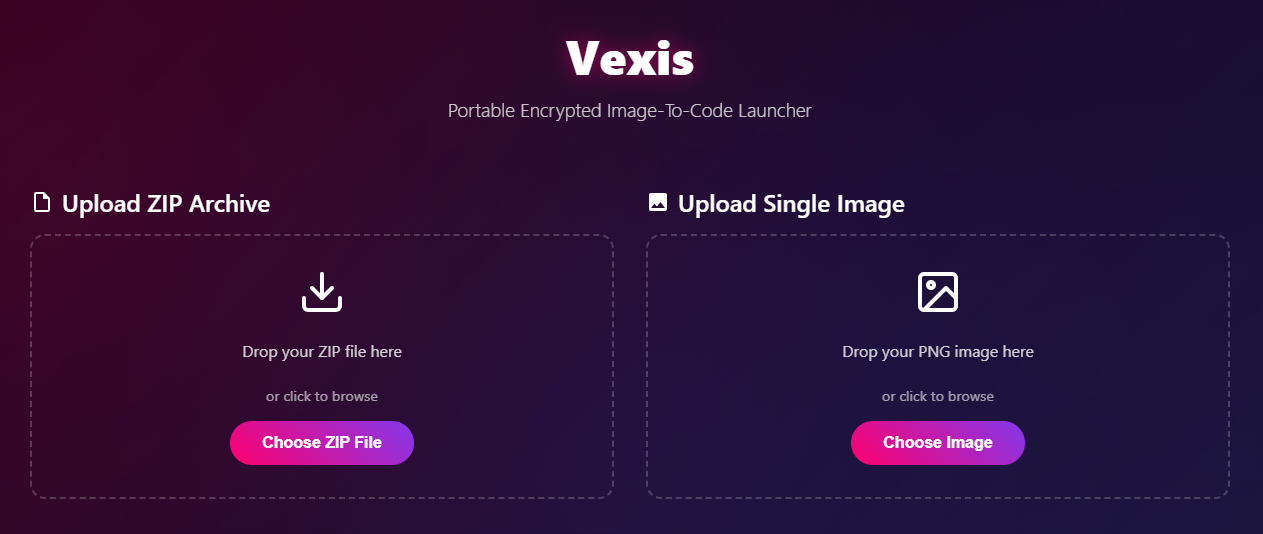 Vexis
Portable Encrypted Image-To-Code Launcher
Upload ZIP Archive
Drop your ZIP file here
or click to browse
Choose ZIP File
Upload Single Image
Drop your PNG image here
or click to browse
Choose Image